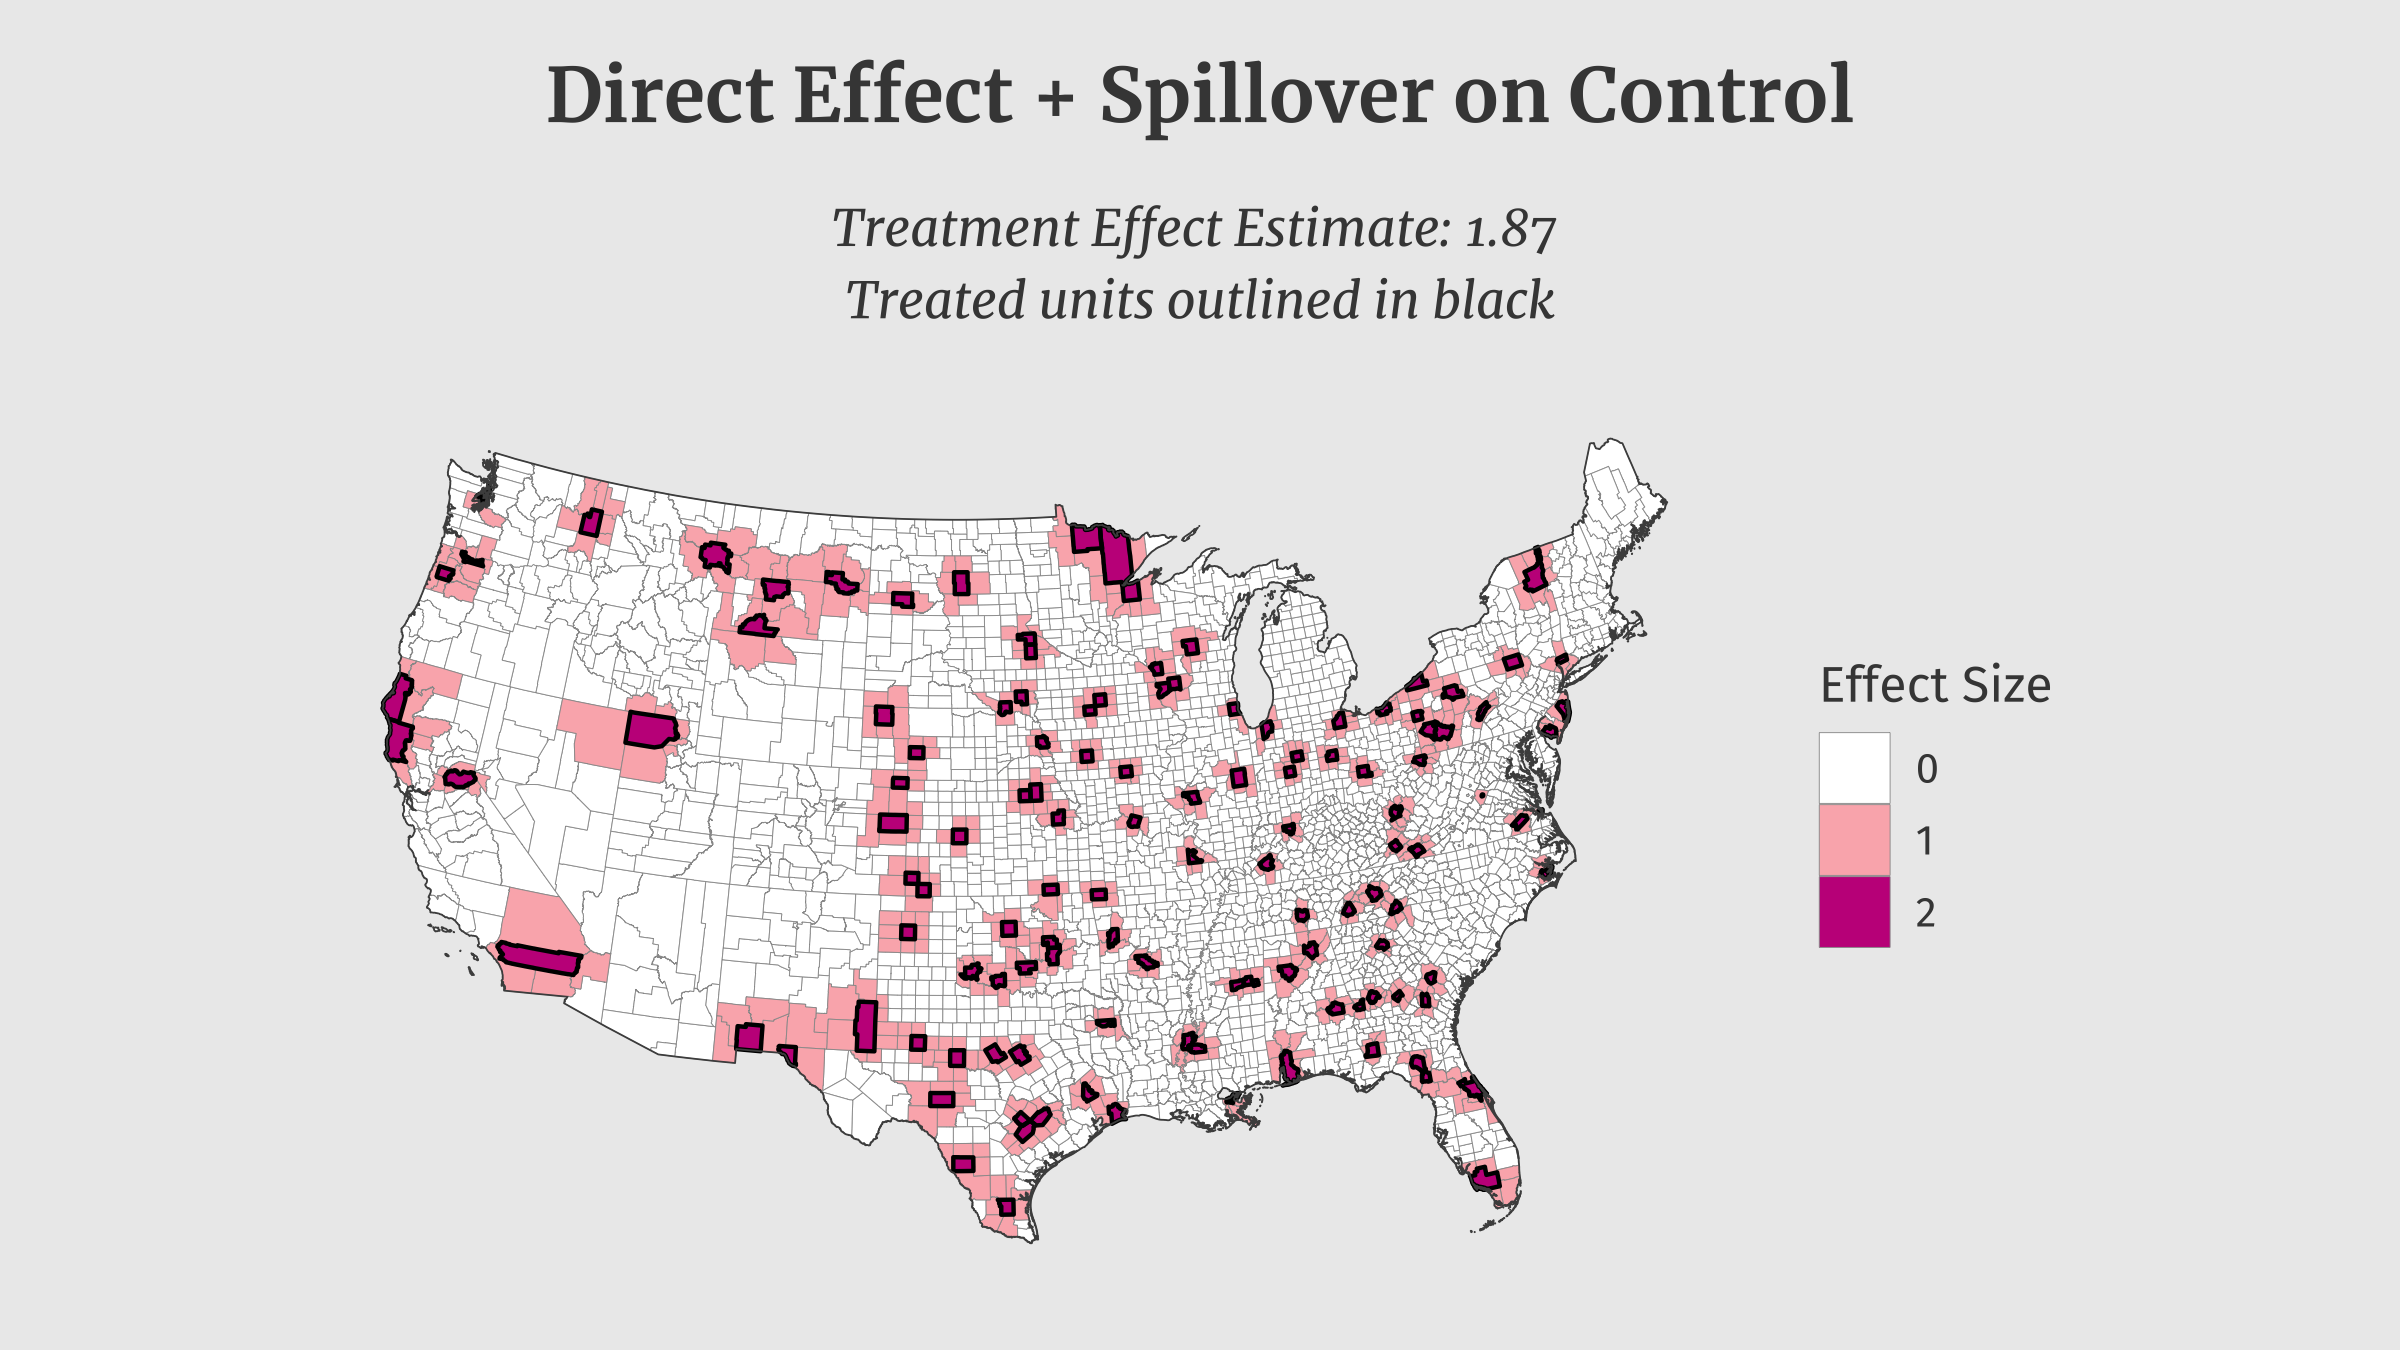 Direct Effect + Spillover on Control
Treatment Effect Estimate: 1.87
Treated units outlined in black
Effect Size
0
1
2